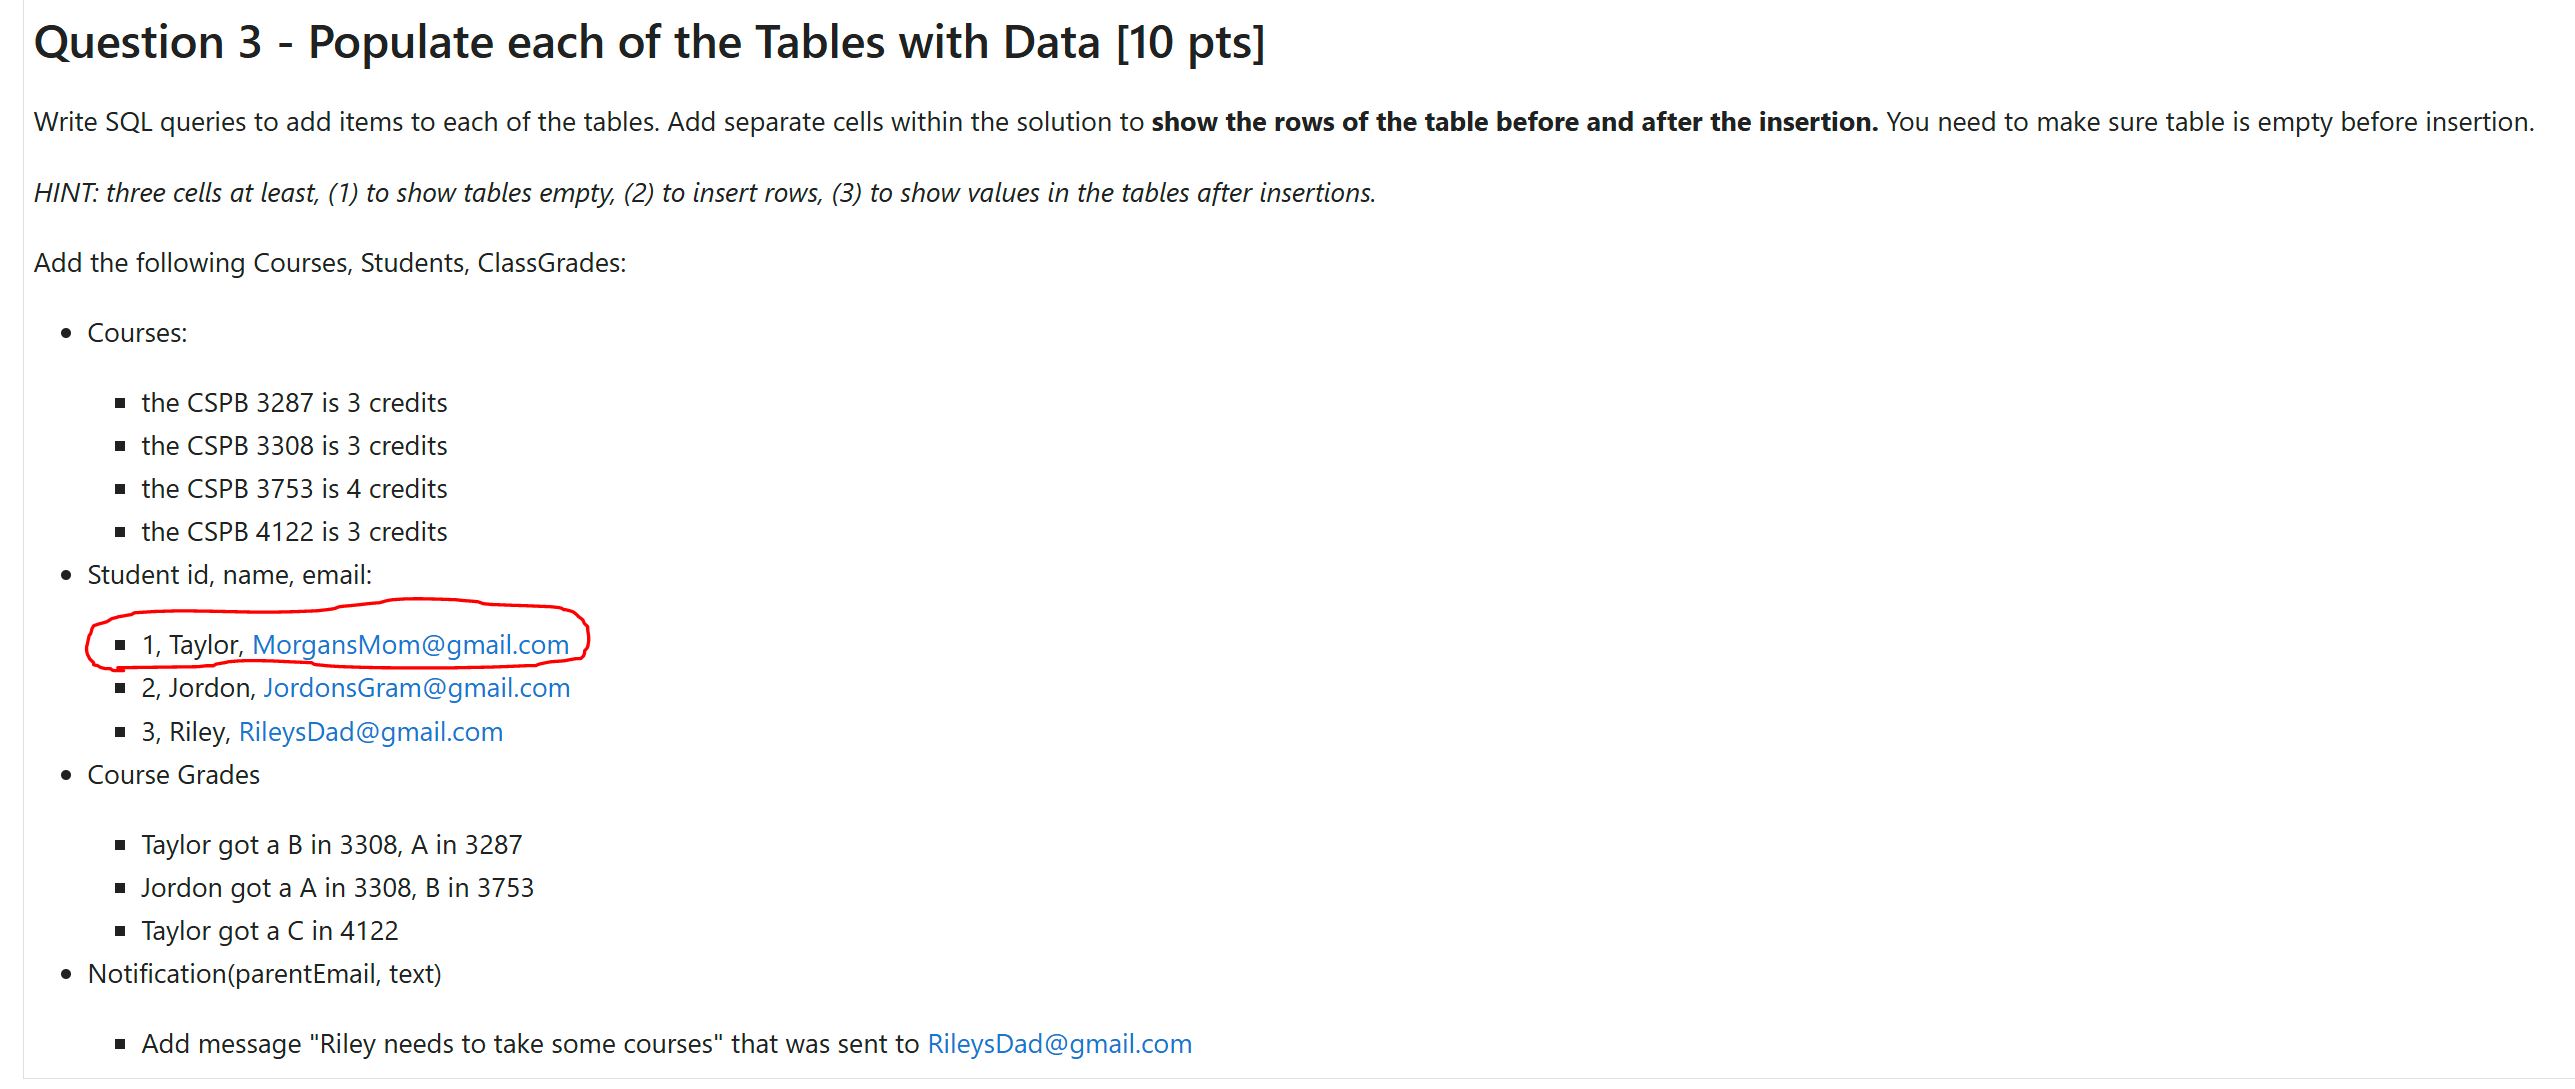 Question 3 - Populate each of the Tables with Data [10 pts]
Write SQL queries to add items to each of the tables. Add separate cells within the solution to show the rows of the table before and after the insertion. You need to make sure table is empty before insertion.
HINT: three cells at least, (1) to show tables empty, (2) to insert rows, (3) to show values in the tables after insertions.
Add the following Courses, Students, ClassGrades:
• Courses:
▪ the CSPB 3287 is 3 credits
▪ the CSPB 3308 is 3 credits
▪ the CSPB 3753 is 4 credits
▪ the CSPB 4122 is 3 credits
• Student id, name, email:
▪ 1, Taylor, MorgansMom@gmail.com
▪ 2, Jordon, JordonsGram@gmail.com
▪ 3, Riley, RileysDad@gmail.com
• Course Grades
▪ Taylor got a B in 3308, A in 3287
▪ Jordon got a A in 3308, B in 3753
▪ Taylor got a C in 4122
• Notification(parentEmail, text)
▪ Add message "Riley needs to take some courses" that was sent to RileysDad@gmail.com